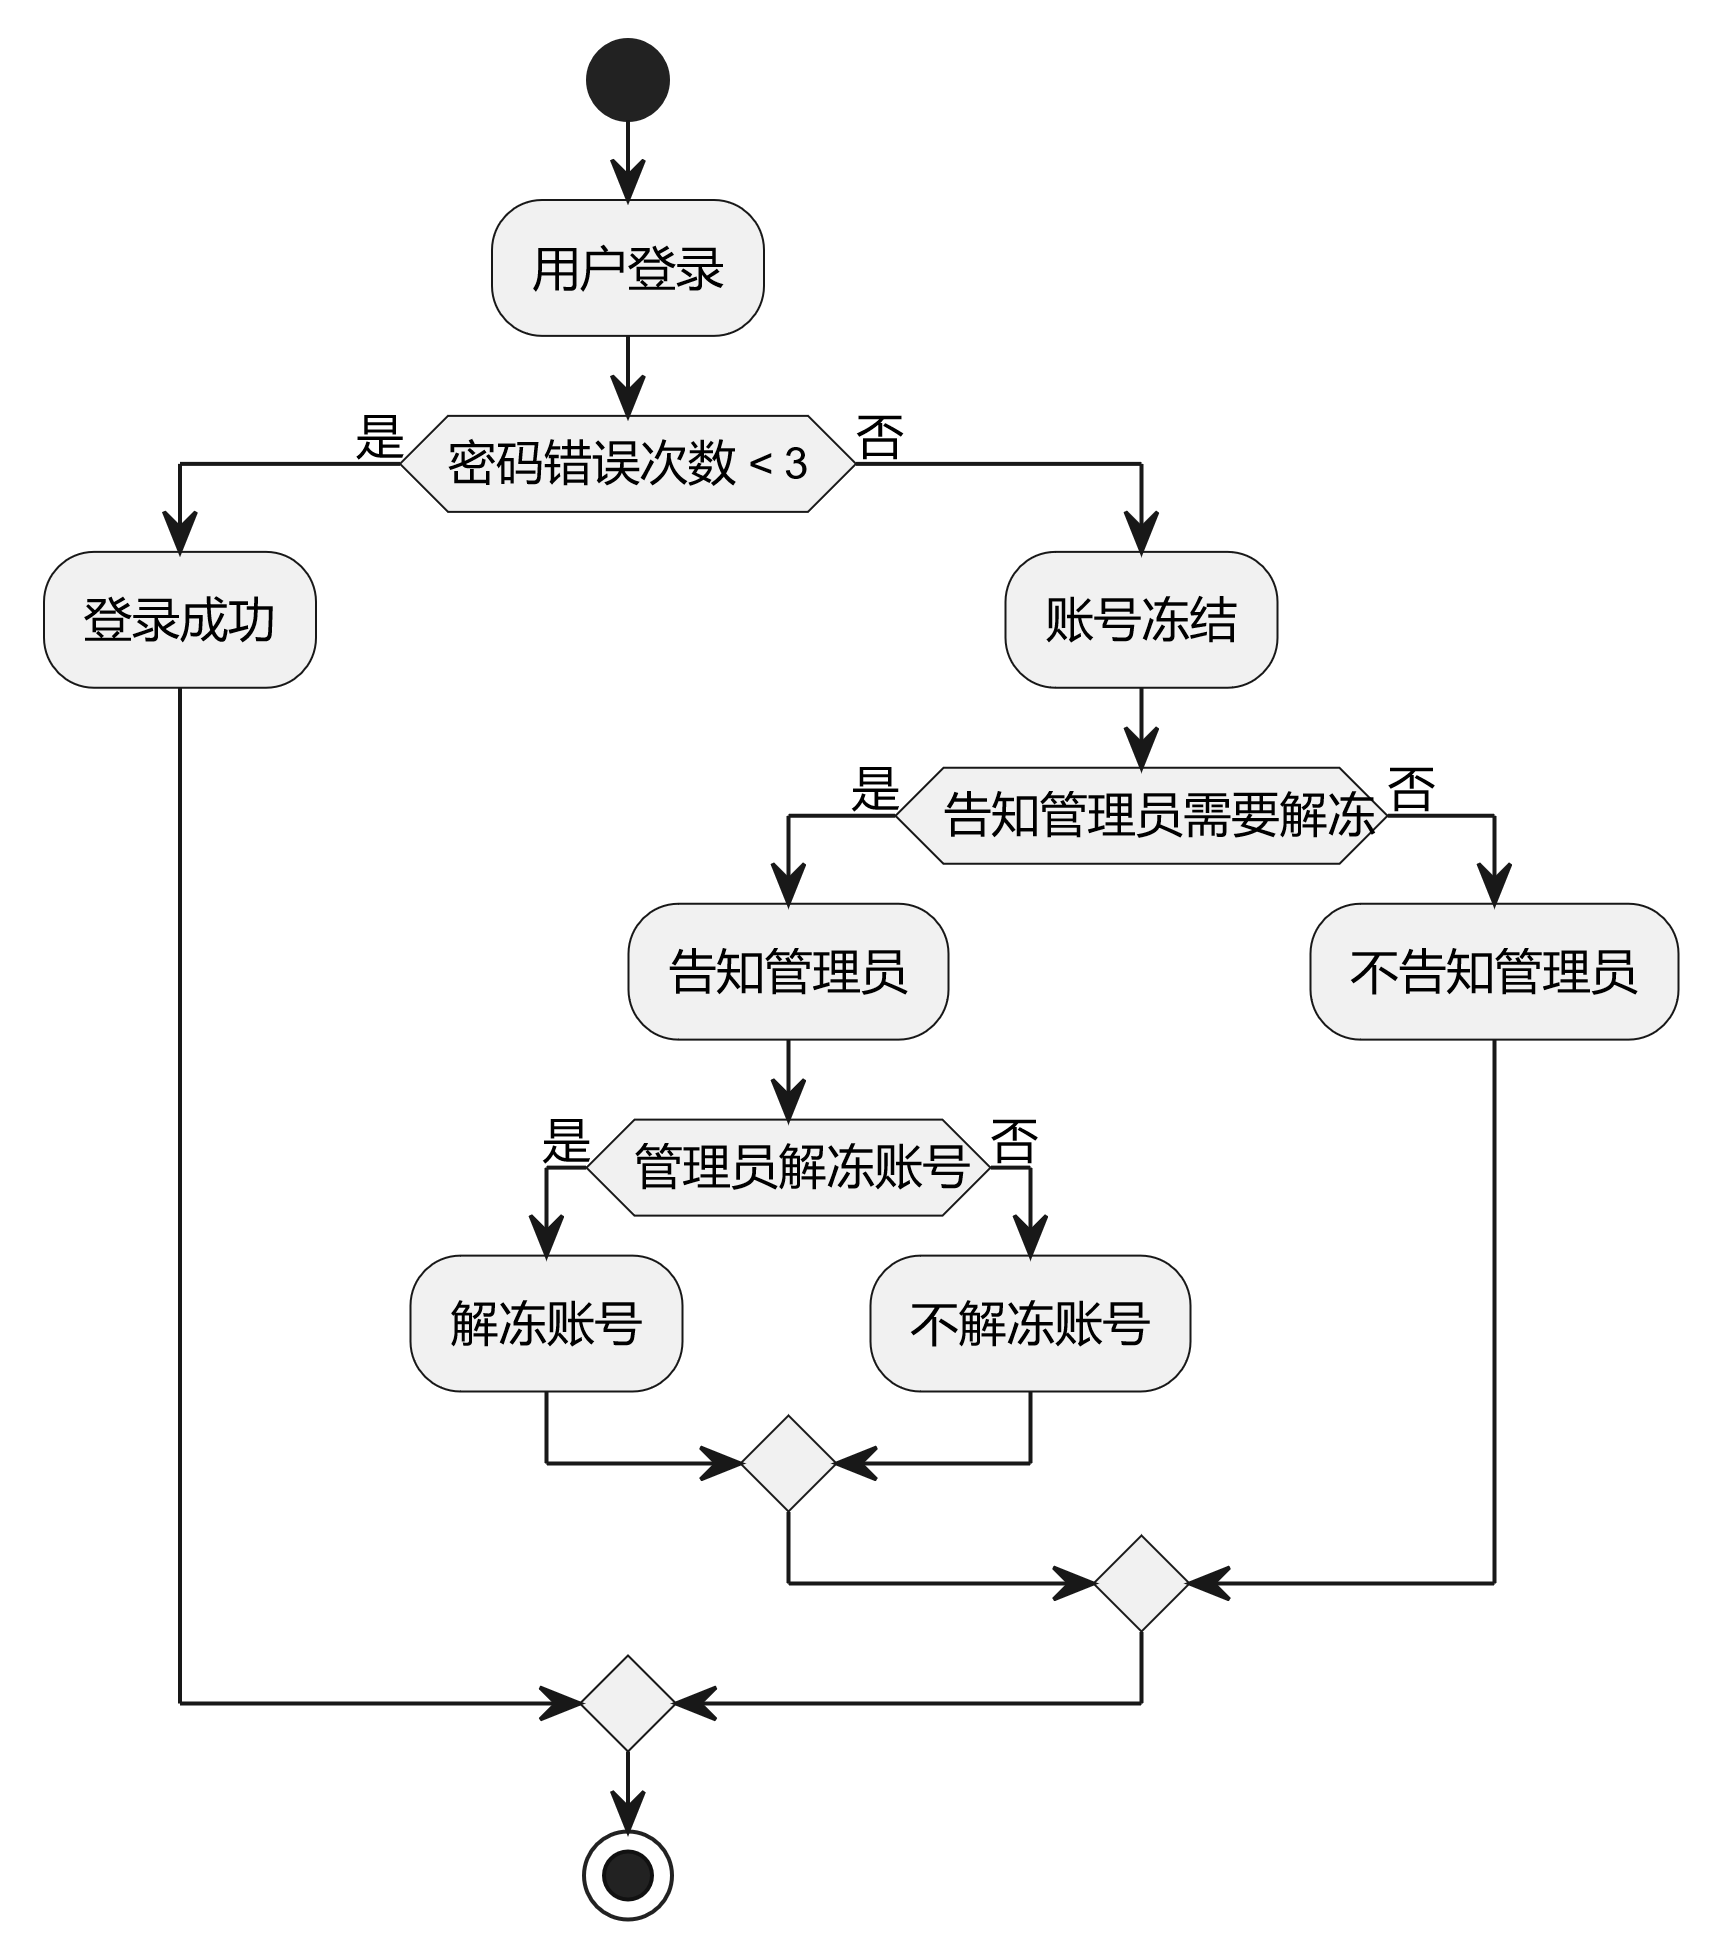 用户登录
是
密码错误次数 < 3
否
登录成功
账号冻结
是
告知管理员需要解冻
否
告知管理员
不告知管理员
是
管理员解冻账号
否
解冻账号
不解冻账号